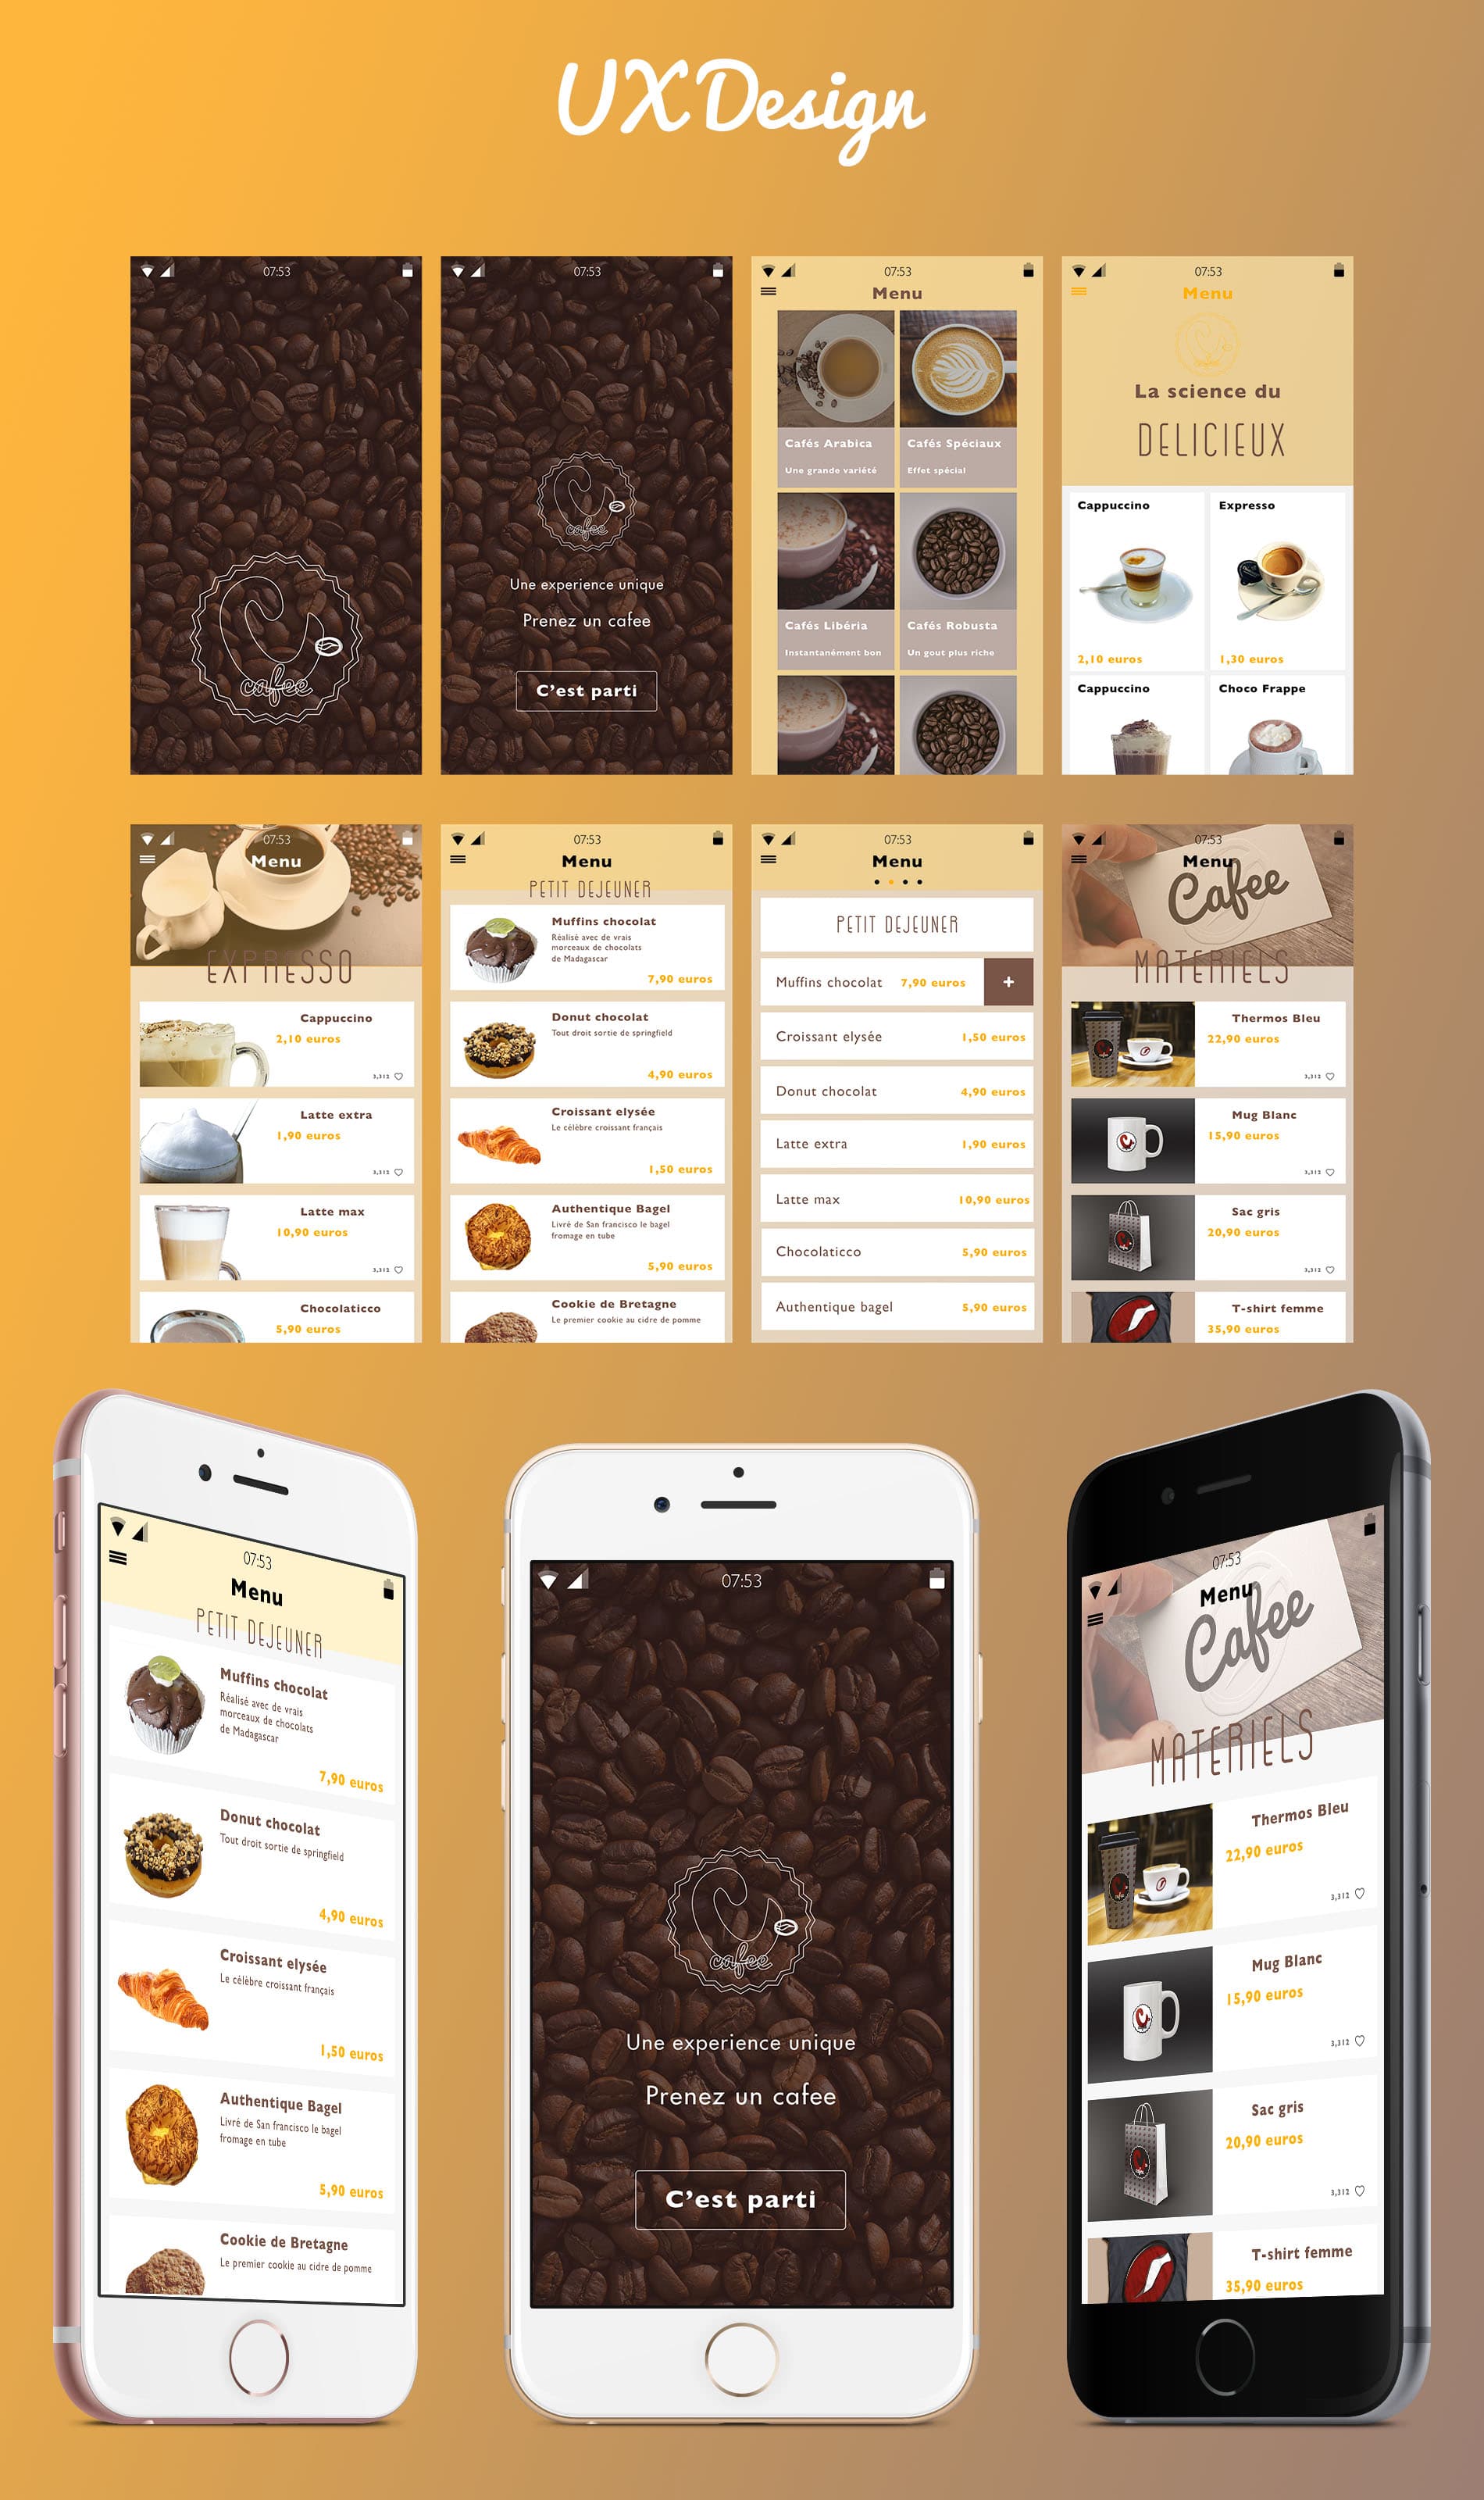 UX Design
07:53
cafee
07:53
cafee
Une experience unique
Prenez un cafee
C'est parti
07:53
Menu
Cafés Arabica
Une grande variété
Cafés Spéciaux
Effet spécial
Cafés Libéria
Instantanément bon
Cafés Robusta
Un gout plus riche
07:53
Menu
cafee
La science du
DELICIEUX
Cappuccino
2,10 euros
Expresso
1,30 euros
Cappuccino
Choco Frappe
07:53
Menu
EXPRESSO
Cappuccino
2,10 euros
3,312
Latte extra
1,90 euros
3,312
Latte max
10,90 euros
3,312
Chocolaticco
5,90 euros
07:53
Menu
PETIT DEJEUNER
Muffins chocolat
Réalisé avec de vrais
morceaux de chocolats
de Madagascar
7,90 euros
Donut chocolat
Tout droit sortie de springfield
4,90 euros
Croissant elysée
Le célèbre croissant français
1,50 euros
Authentique Bagel
Livré de San francisco le bagel
fromage en tube
5,90 euros
Cookie de Bretagne
Le premier cookie au cidre de pomme
07:53
Menu
PETIT DEJEUNER
Muffins chocolat 7,90 euros +
Croissant elysée 1,50 euros
Donut chocolat 4,90 euros
Latte extra 1,90 euros
Latte max 10,90 euros
Chocolaticco 5,90 euros
Authentique bagel 5,90 euros
07:53
Menu
Cafee
MATERIELS
Thermos Bleu
22,90 euros
3,312
Mug Blanc
15,90 euros
3,312
Sac gris
20,90 euros
3,312
T-shirt femme
35,90 euros
07:53
Menu
PETIT DEJEUNER
Muffins chocolat
Réalisé avec de vrais
morceaux de chocolats
de Madagascar
7,90 euros
Donut chocolat
Tout droit sortie de springfield
4,90 euros
Croissant elysée
Le célèbre croissant français
1,50 euros
Authentique Bagel
Livré de San francisco le bagel
fromage en tube
5,90 euros
Cookie de Bretagne
Le premier cookie au cidre de pomme
07:53
cafee
Une experience unique
Prenez un cafee
C'est parti
07:53
Menu
Cafee
MATERIELS
Thermos Bleu
22,90 euros
3,312
Mug Blanc
15,90 euros
3,312
Sac gris
20,90 euros
3,312
T-shirt femme
35,90 euros